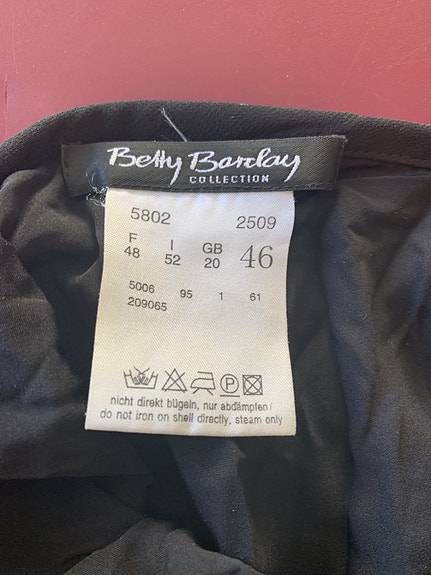 Betty Barclay
COLLECTION
5802 2509
F I GB 46
48 52 20
5006 95 1 61
209065
P
nicht direkt bügeln, nur abdämpfen/
do not iron on shell directly, steam only